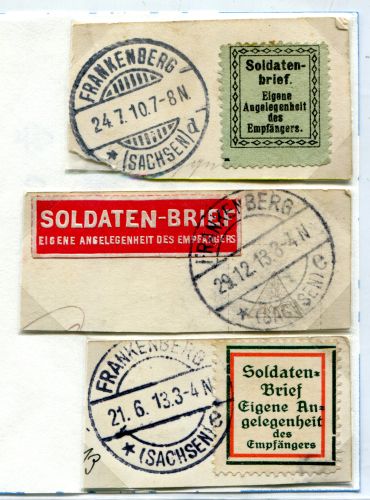 FRANKENBERG
24.7.10.7-8N.
* (SACHSEN) d
Soldaten-
brief.
Eigene
Angelegenheit
des
Empfängers.
SOLDATEN-BRIEF
EIGENE ANGELEGENHEIT DES EMPFÄNGERS
FRANKENBERG
29.12.13.3-4N
* (SACHSEN) c
FRANKENBERG
21.6.13.3-4N
* (SACHSEN) e
Soldaten-
Brief
Eigene An-
gelegenheit
des
Empfängers